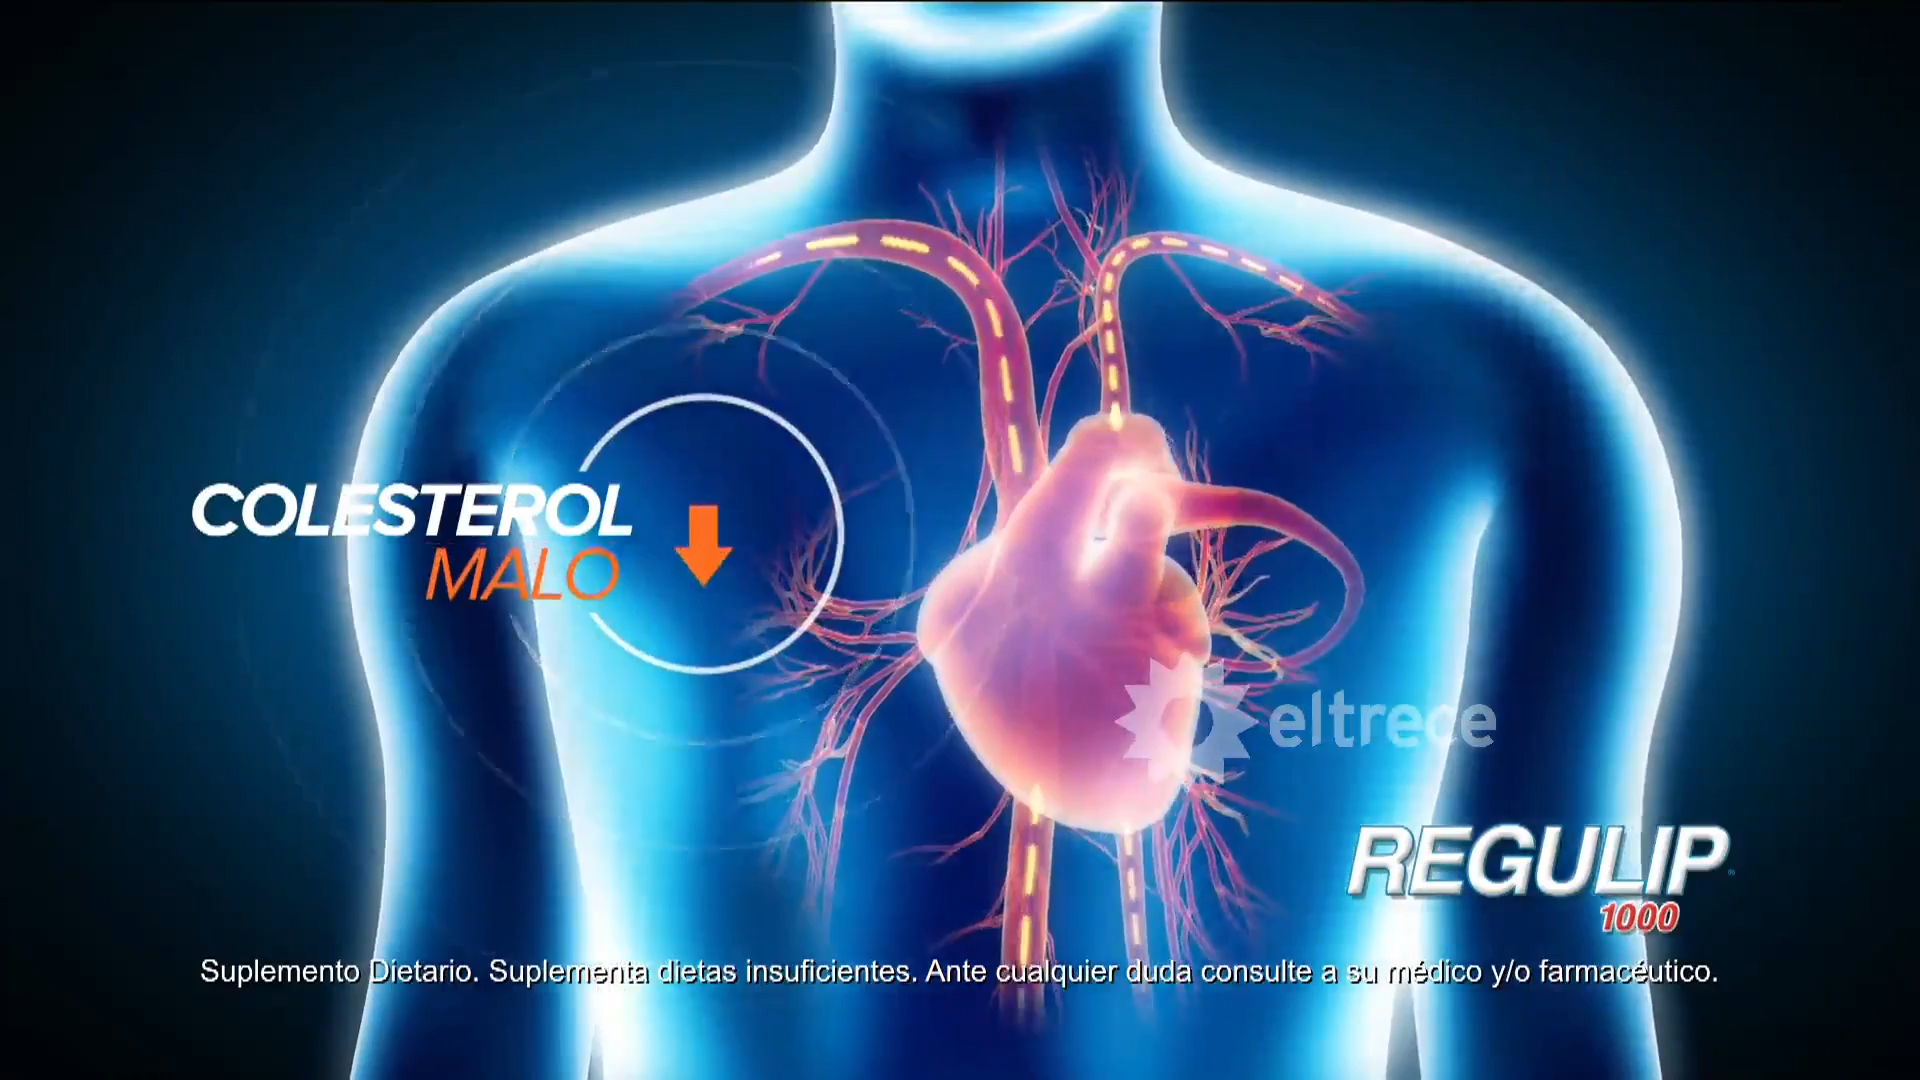 COLESTEROL
MALO
eltrece
REGULIP
1000
Suplemento Dietario. Suplementa dietas insuficientes. Ante cualquier duda consulte a su médico y/o farmacéutico.